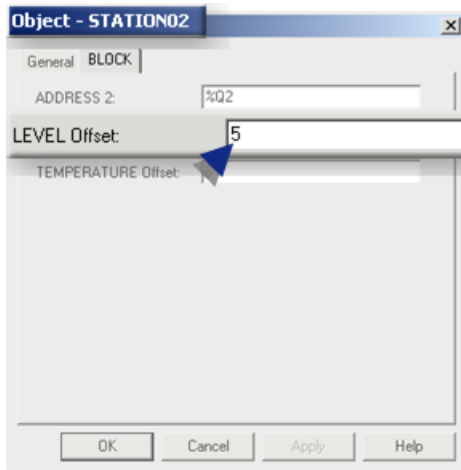 Object - STATION02
General BLOCK
ADDRESS 2: %Q2
LEVEL Offset: 5
TEMPERATURE Offset:
OK Cancel Apply Help